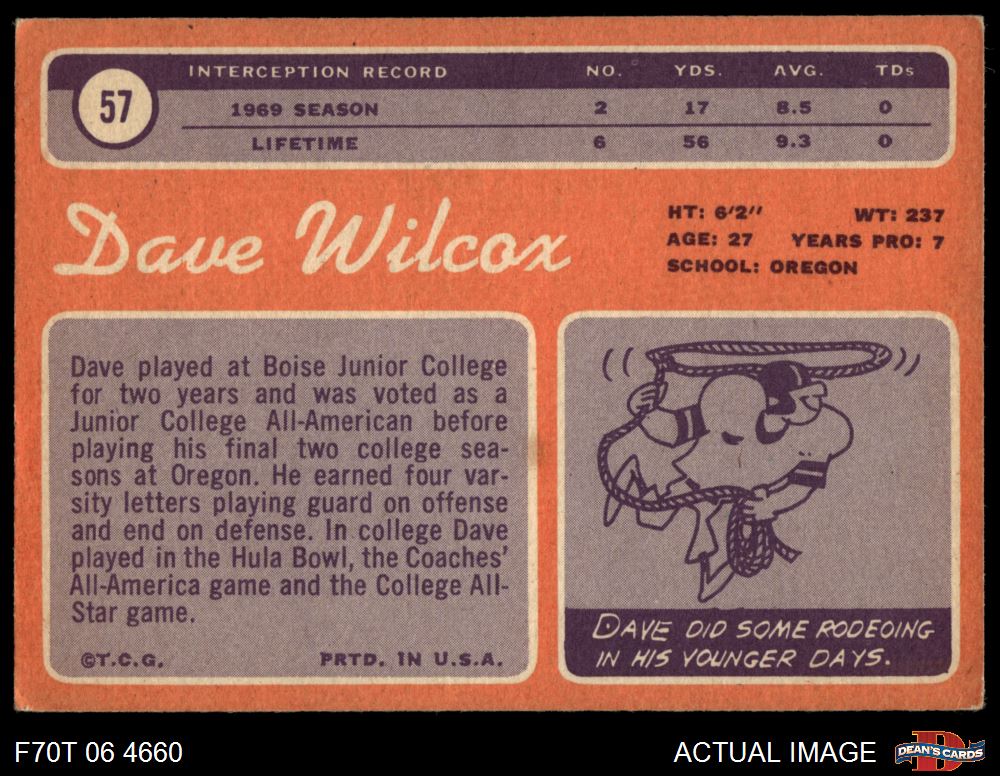 57
INTERCEPTION RECORD NO. YDS. AVG. TDs
1969 SEASON 2 17 8.5 0
LIFETIME 6 56 9.3 0
Dave Wilcox
HT: 6'2" WT: 237
AGE: 27 YEARS PRO: 7
SCHOOL: OREGON
Dave played at Boise Junior College
for two years and was voted as a
Junior College All-American before
playing his final two college sea-
sons at Oregon. He earned four var-
sity letters playing guard on offense
and end on defense. In college Dave
played in the Hula Bowl, the Coaches'
All-America game and the College All-
Star game.
©T.C.G. PRTD. IN U.S.A.
DAVE DID SOME RODEOING
IN HIS YOUNGER DAYS.
F70T 06 4660
ACTUAL IMAGE
D
DEAN'S CARDS